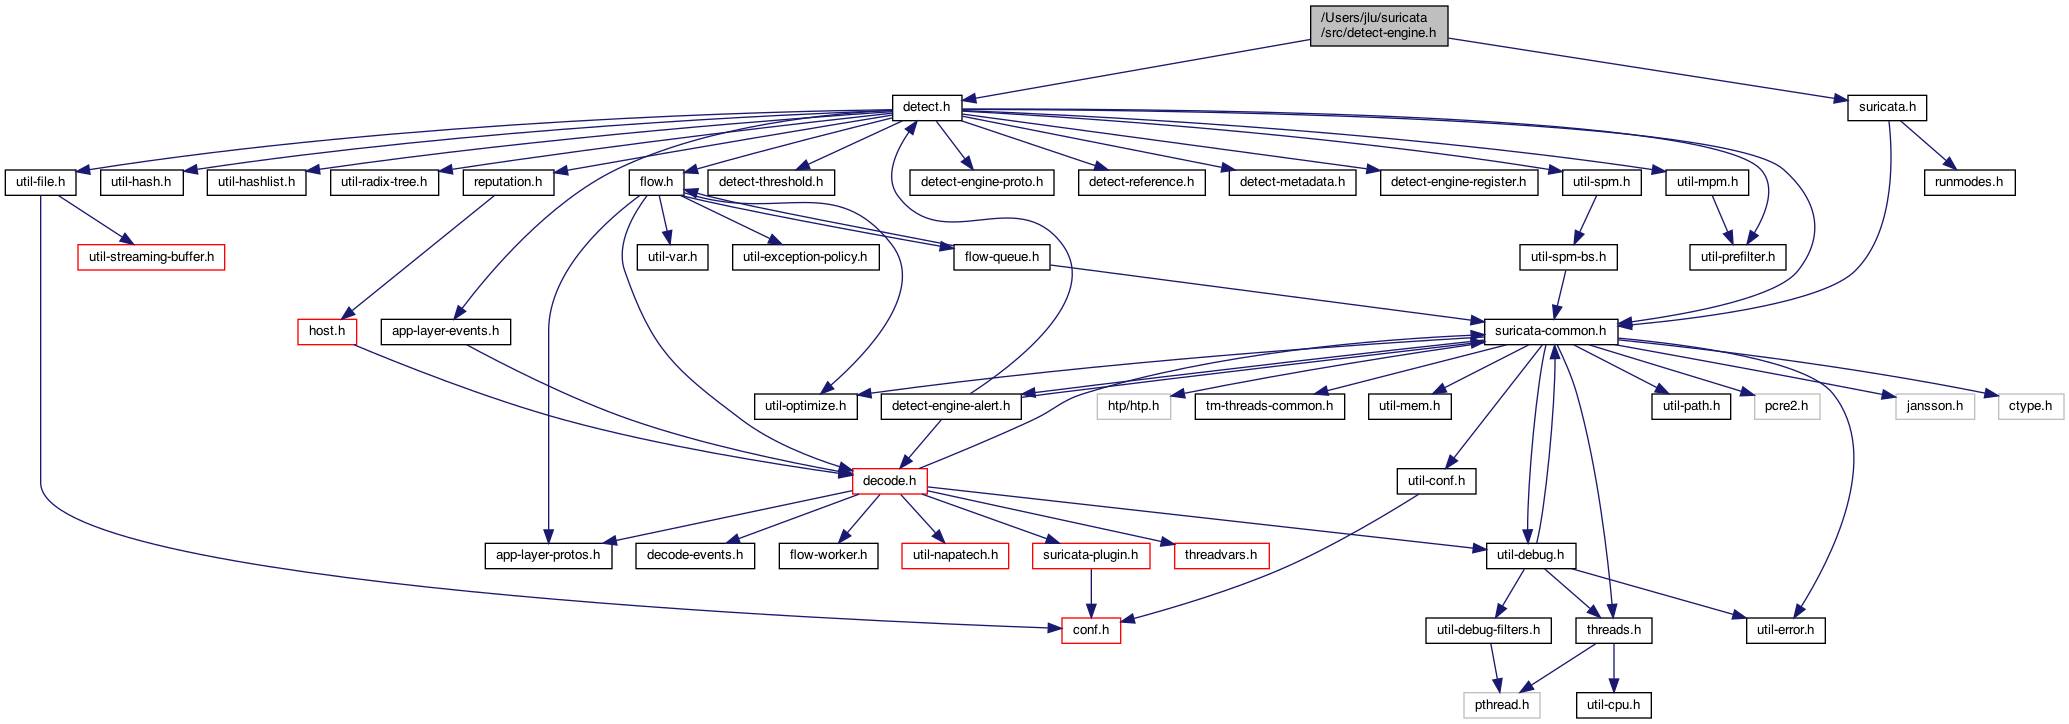 /Users/jlu/suricata
/src/detect-engine.h
detect.h
suricata.h
util-file.h
util-hash.h
util-hashlist.h
util-radix-tree.h
reputation.h
flow.h
detect-threshold.h
detect-engine-proto.h
detect-reference.h
detect-metadata.h
detect-engine-register.h
util-spm.h
util-mpm.h
runmodes.h
util-streaming-buffer.h
util-var.h
util-exception-policy.h
flow-queue.h
util-spm-bs.h
util-prefilter.h
host.h
app-layer-events.h
suricata-common.h
util-optimize.h
detect-engine-alert.h
htp/htp.h
tm-threads-common.h
util-mem.h
util-path.h
pcre2.h
jansson.h
ctype.h
decode.h
util-conf.h
app-layer-protos.h
decode-events.h
flow-worker.h
util-napatech.h
suricata-plugin.h
threadvars.h
util-debug.h
conf.h
util-debug-filters.h
threads.h
util-error.h
pthread.h
util-cpu.h